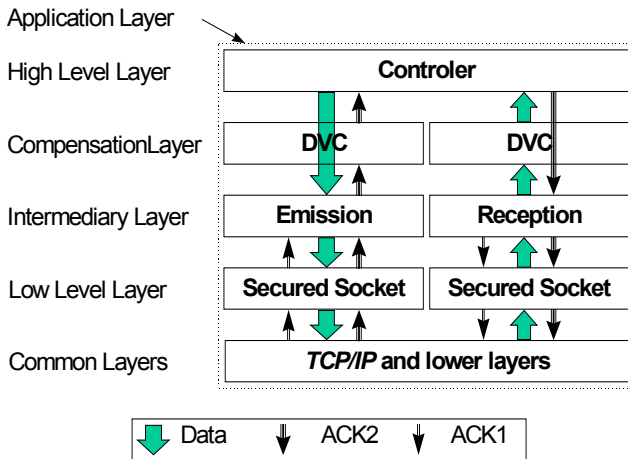 Application Layer
High Level Layer
Controler
CompensationLayer
DVC
DVC
Intermediary Layer
Emission
Reception
Low Level Layer
Secured Socket
Secured Socket
Common Layers
TCP/IP and lower layers
Data
ACK2
ACK1